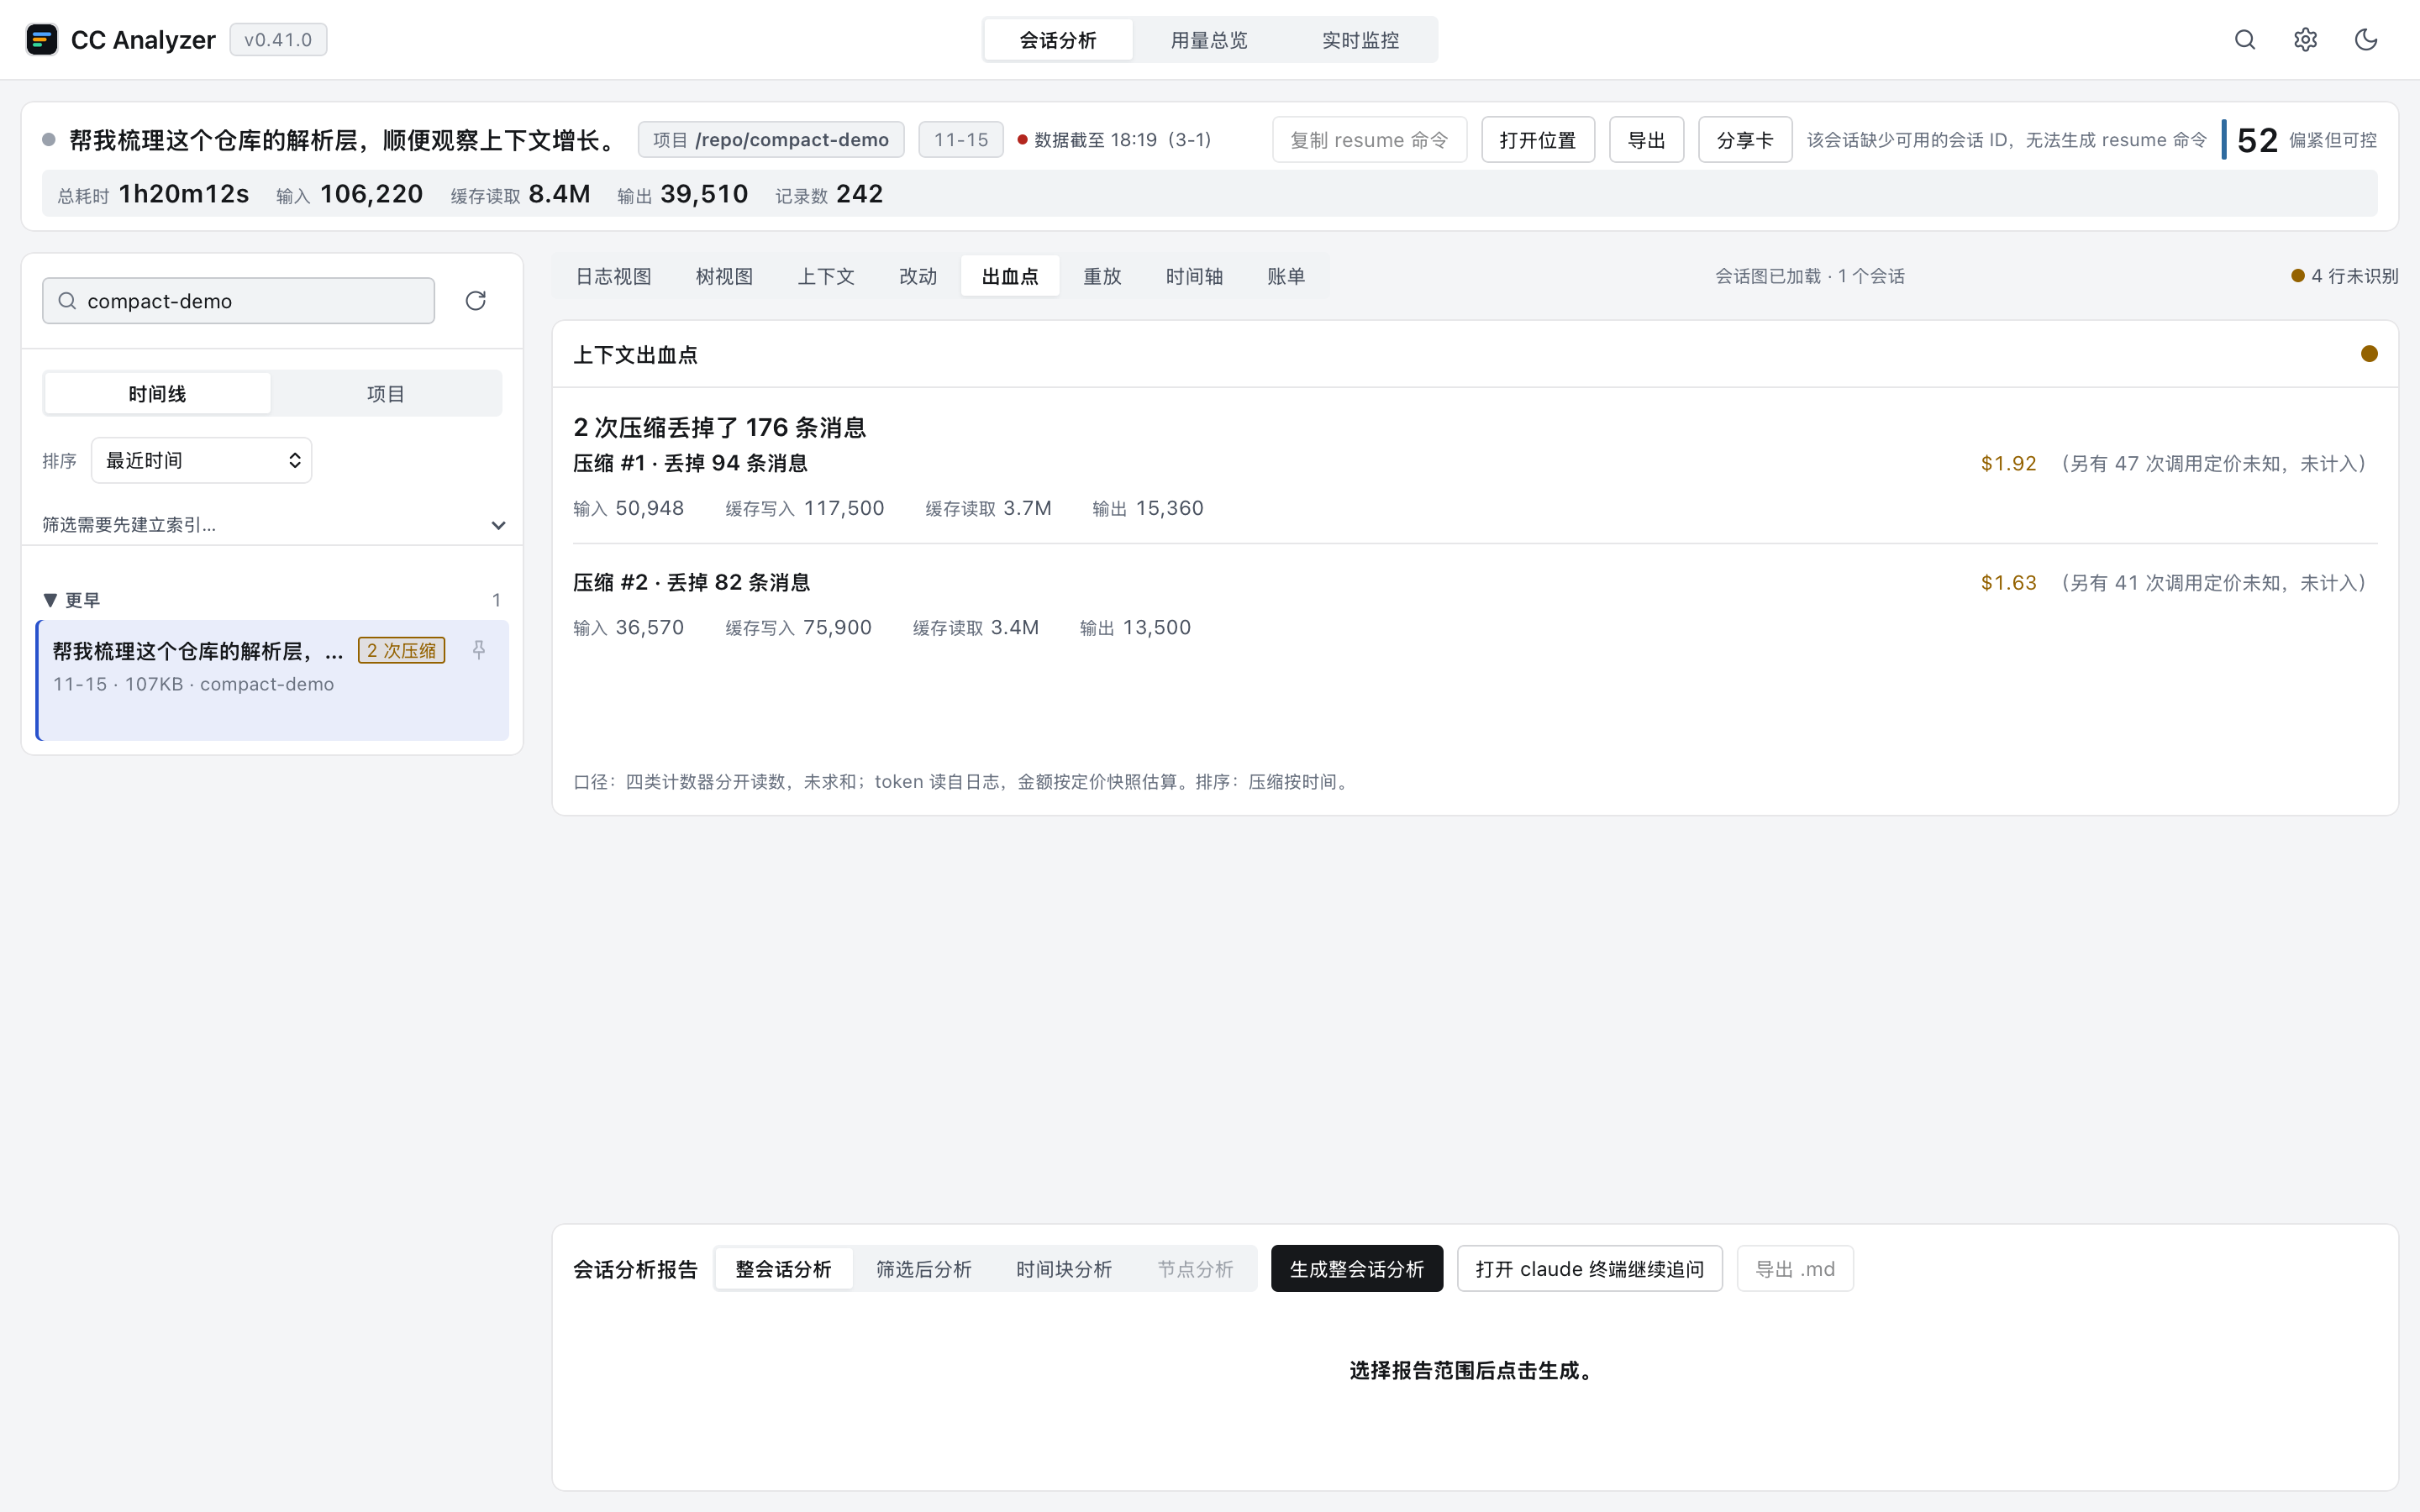 CC Analyzer v0.41.0
会话分析 用量总览 实时监控
帮我梳理这个仓库的解析层，顺便观察上下文增长。 项目 /repo/compact-demo 11-15 数据截至 18:19（3-1） 复制 resume 命令 打开位置 导出 分享卡 该会话缺少可用的会话 ID，无法生成 resume 命令 52 偏紧但可控
总耗时 1h20m12s 输入 106,220 缓存读取 8.4M 输出 39,510 记录数 242
compact-demo
时间线 项目
排序 最近时间
筛选需要先建立索引...
▼ 更早 1
帮我梳理这个仓库的解析层，... 2 次压缩
11-15 · 107KB · compact-demo
日志视图 树视图 上下文 改动 出血点 重放 时间轴 账单 会话图已加载 · 1 个会话 4 行未识别
上下文出血点
2 次压缩丢掉了 176 条消息
压缩 #1 · 丢掉 94 条消息 $1.92 （另有 47 次调用定价未知，未计入）
输入 50,948 缓存写入 117,500 缓存读取 3.7M 输出 15,360
压缩 #2 · 丢掉 82 条消息 $1.63 （另有 41 次调用定价未知，未计入）
输入 36,570 缓存写入 75,900 缓存读取 3.4M 输出 13,500
口径：四类计数器分开读数，未求和；token 读自日志，金额按定价快照估算。排序：压缩按时间。
会话分析报告 整会话分析 筛选后分析 时间块分析 节点分析 生成整会话分析 打开 claude 终端继续追问 导出 .md
选择报告范围后点击生成。